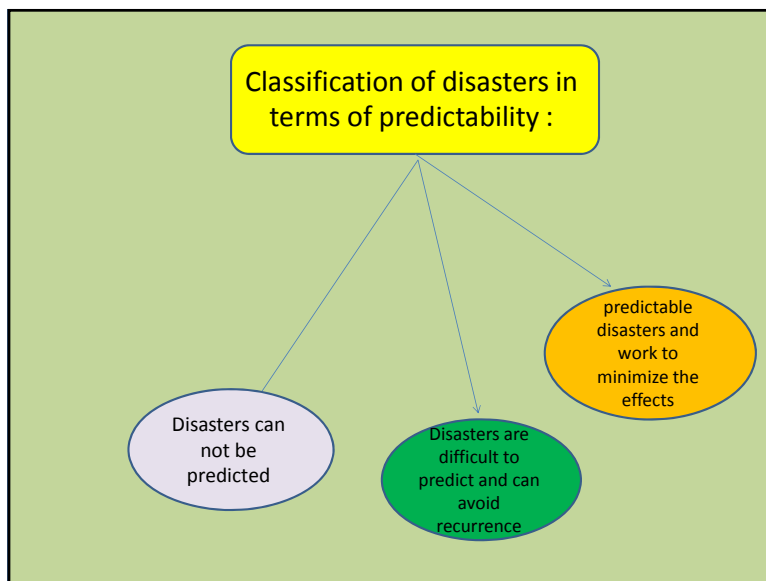 Classification of disasters in
terms of predictability :
predictable
disasters and
work to
minimize the
effects
Disasters can
not be
predicted
Disasters are
difficult to
predict and can
avoid
recurrence